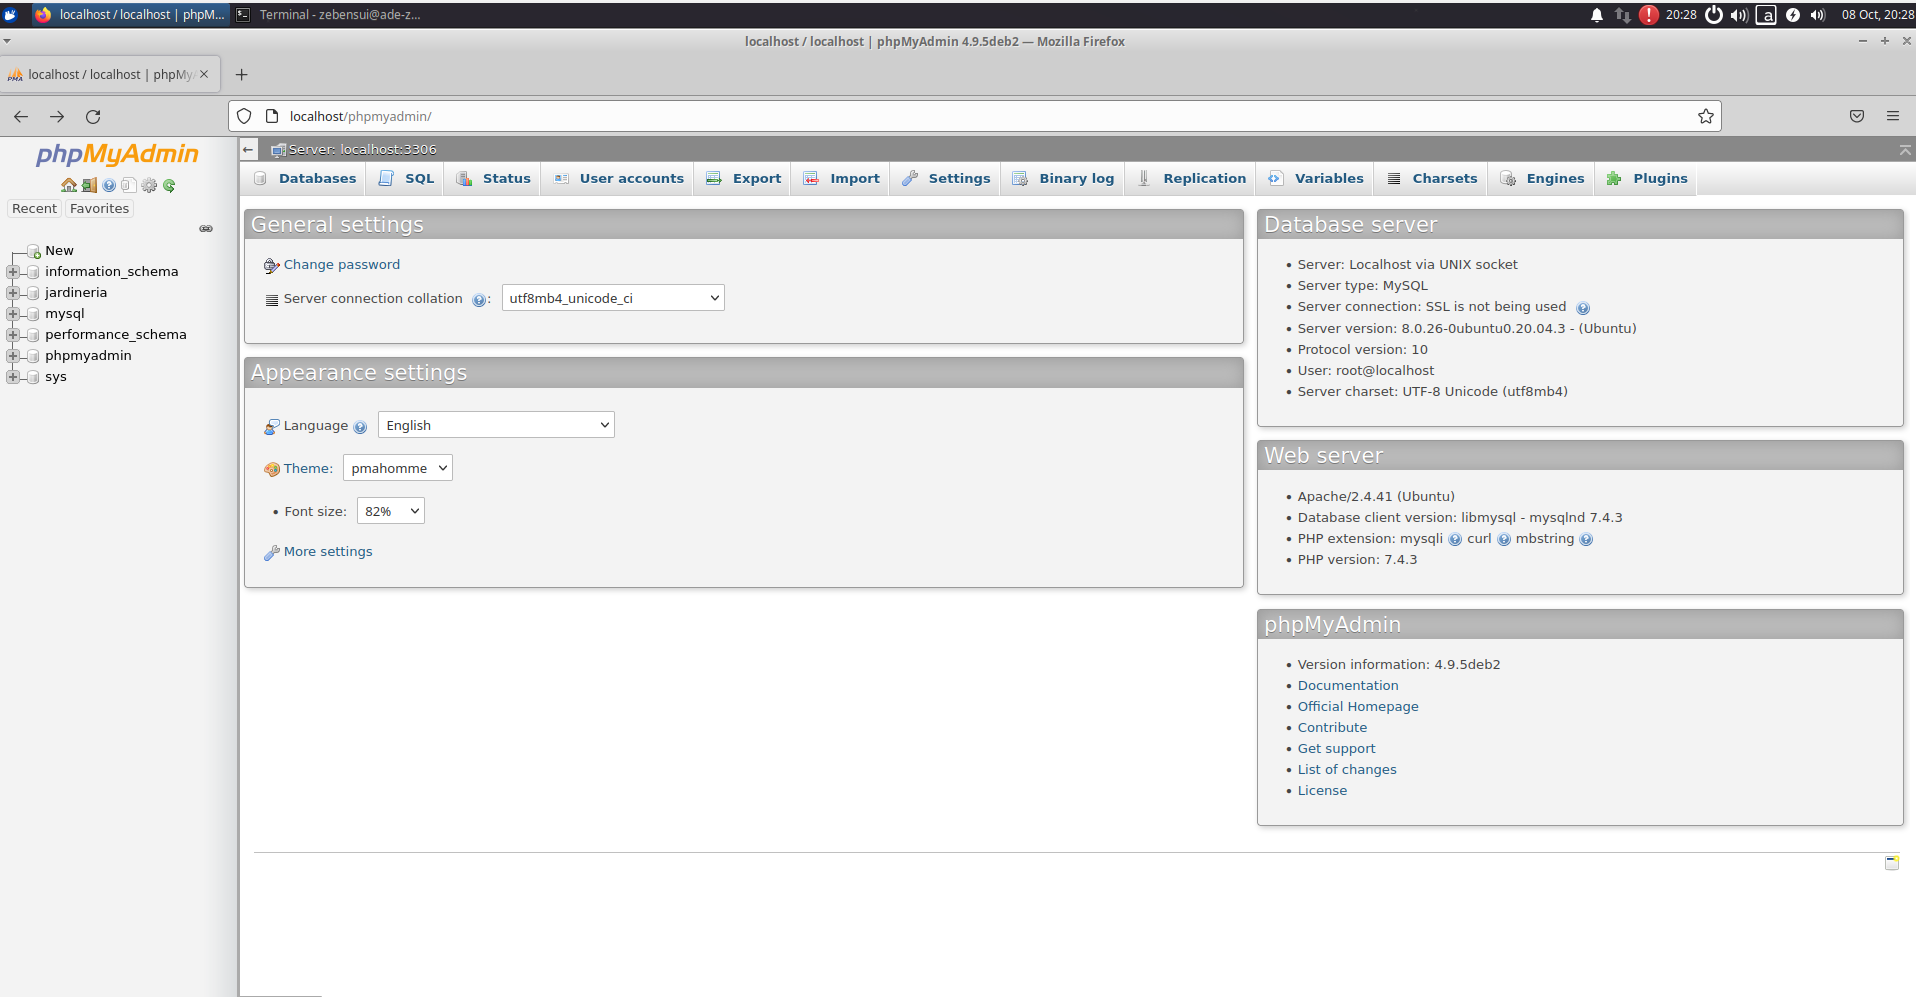 localhost / localhost | phpM...
Terminal - zebensui@ade-z...
20:28
a
08 Oct, 20:28
localhost / localhost | phpMyAdmin 4.9.5deb2 — Mozilla Firefox
PMA localhost / localhost | phpMy
localhost/phpmyadmin/
phpMyAdmin
Recent
Favorites
New
information_schema
jardineria
mysql
performance_schema
phpmyadmin
sys
Server: localhost:3306
Databases
SQL
Status
User accounts
Export
Import
Settings
Binary log
Replication
Variables
Charsets
Engines
Plugins
General settings
Change password
Server connection collation : utf8mb4_unicode_ci
Appearance settings
Language English
Theme: pmahomme
• Font size: 82%
More settings
Database server
• Server: Localhost via UNIX socket
• Server type: MySQL
• Server connection: SSL is not being used
• Server version: 8.0.26-0ubuntu0.20.04.3 - (Ubuntu)
• Protocol version: 10
• User: root@localhost
• Server charset: UTF-8 Unicode (utf8mb4)
Web server
• Apache/2.4.41 (Ubuntu)
• Database client version: libmysql - mysqlnd 7.4.3
• PHP extension: mysqli curl mbstring
• PHP version: 7.4.3
phpMyAdmin
• Version information: 4.9.5deb2
• Documentation
• Official Homepage
• Contribute
• Get support
• List of changes
• License